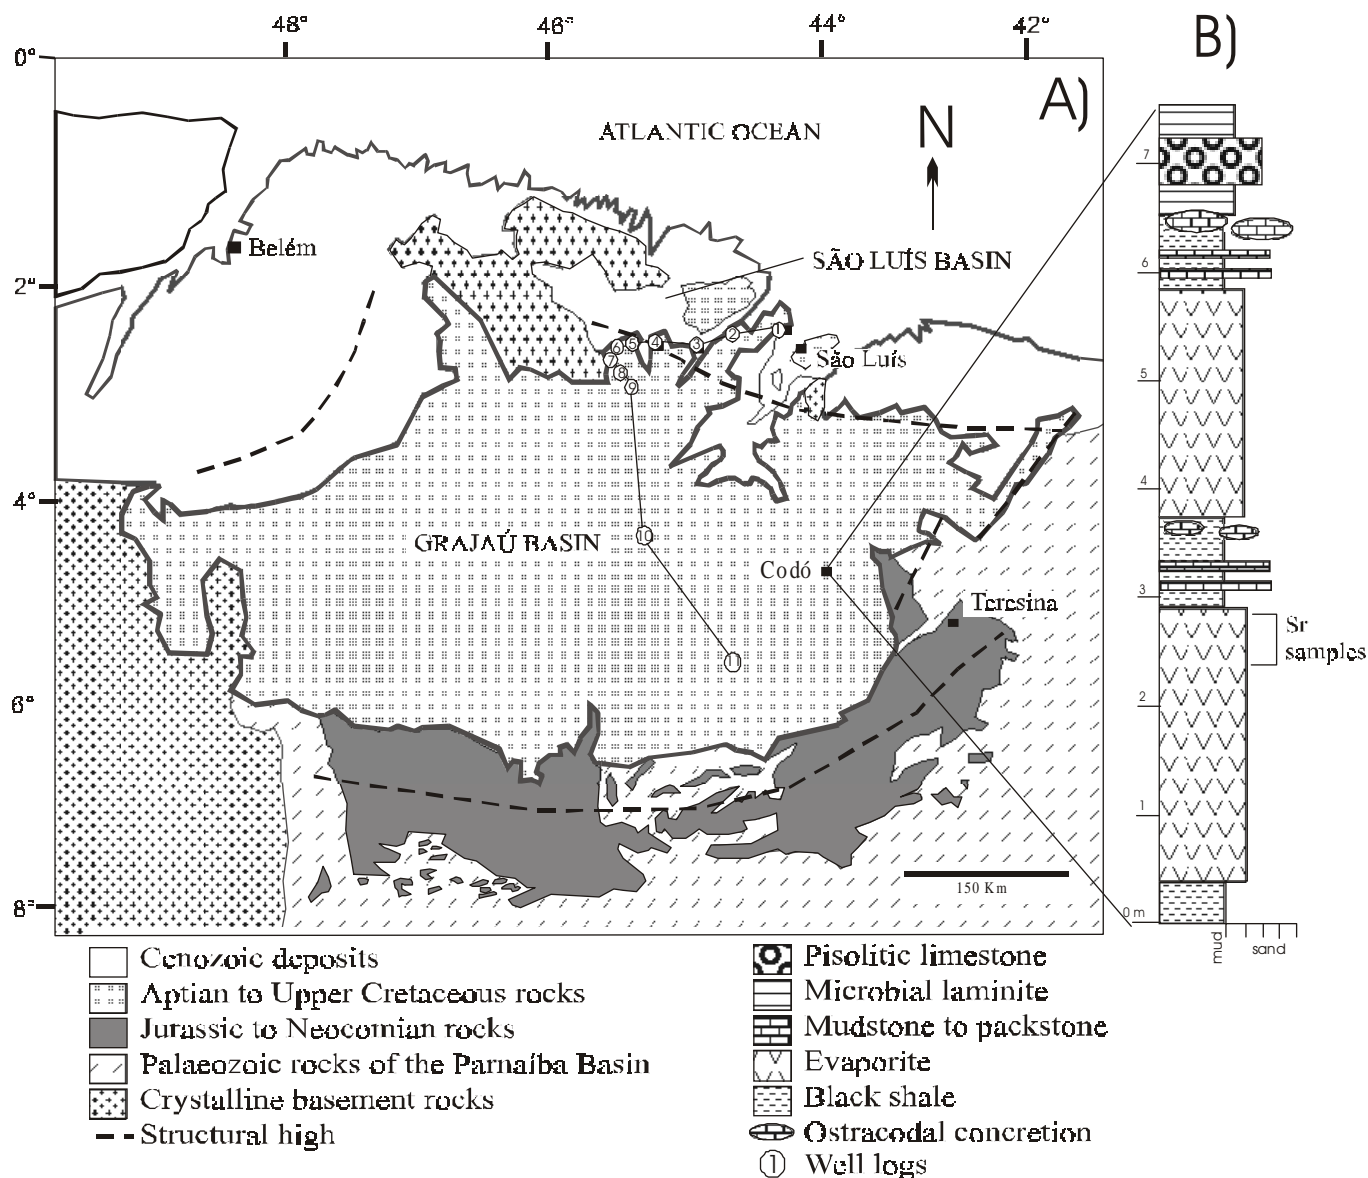 48°
46°
44°
42°
B)
0°
A)
ATLANTIC OCEAN
N
7
Belém
SÃO LUÍS BASIN
6
2°
1
2
3
4
5
6
7
8
9
São Luís
5
4°
4
10
GRAJAÚ BASIN
Codó
3
Teresina
Sr
samples
11
2
6°
1
150 Km
8°
0 m
mud
sand
Cenozoic deposits
Aptian to Upper Cretaceous rocks
Jurassic to Neocomian rocks
Palaeozoic rocks of the Parnaíba Basin
Crystalline basement rocks
Structural high
Pisolitic limestone
Microbial laminite
Mudstone to packstone
Evaporite
Black shale
Ostracodal concretion
1 Well logs